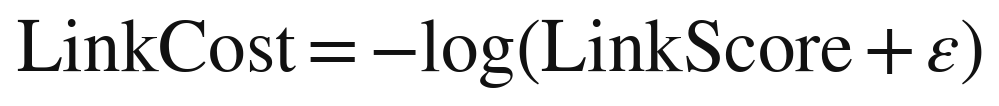 LinkCost = −log(LinkScore + ε)